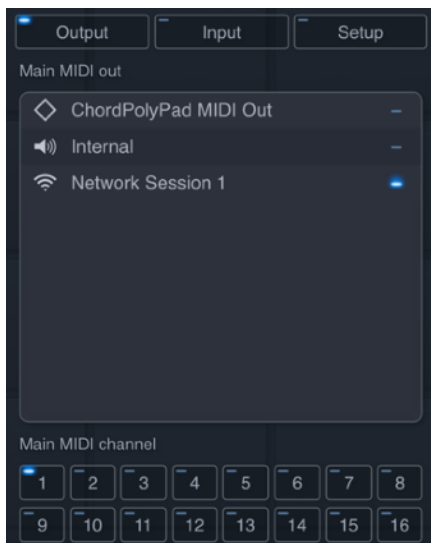 Output Input Setup
Main MIDI out
ChordPolyPad MIDI Out
Internal
Network Session 1
Main MIDI channel
1 2 3 4 5 6 7 8
9 10 11 12 13 14 15 16